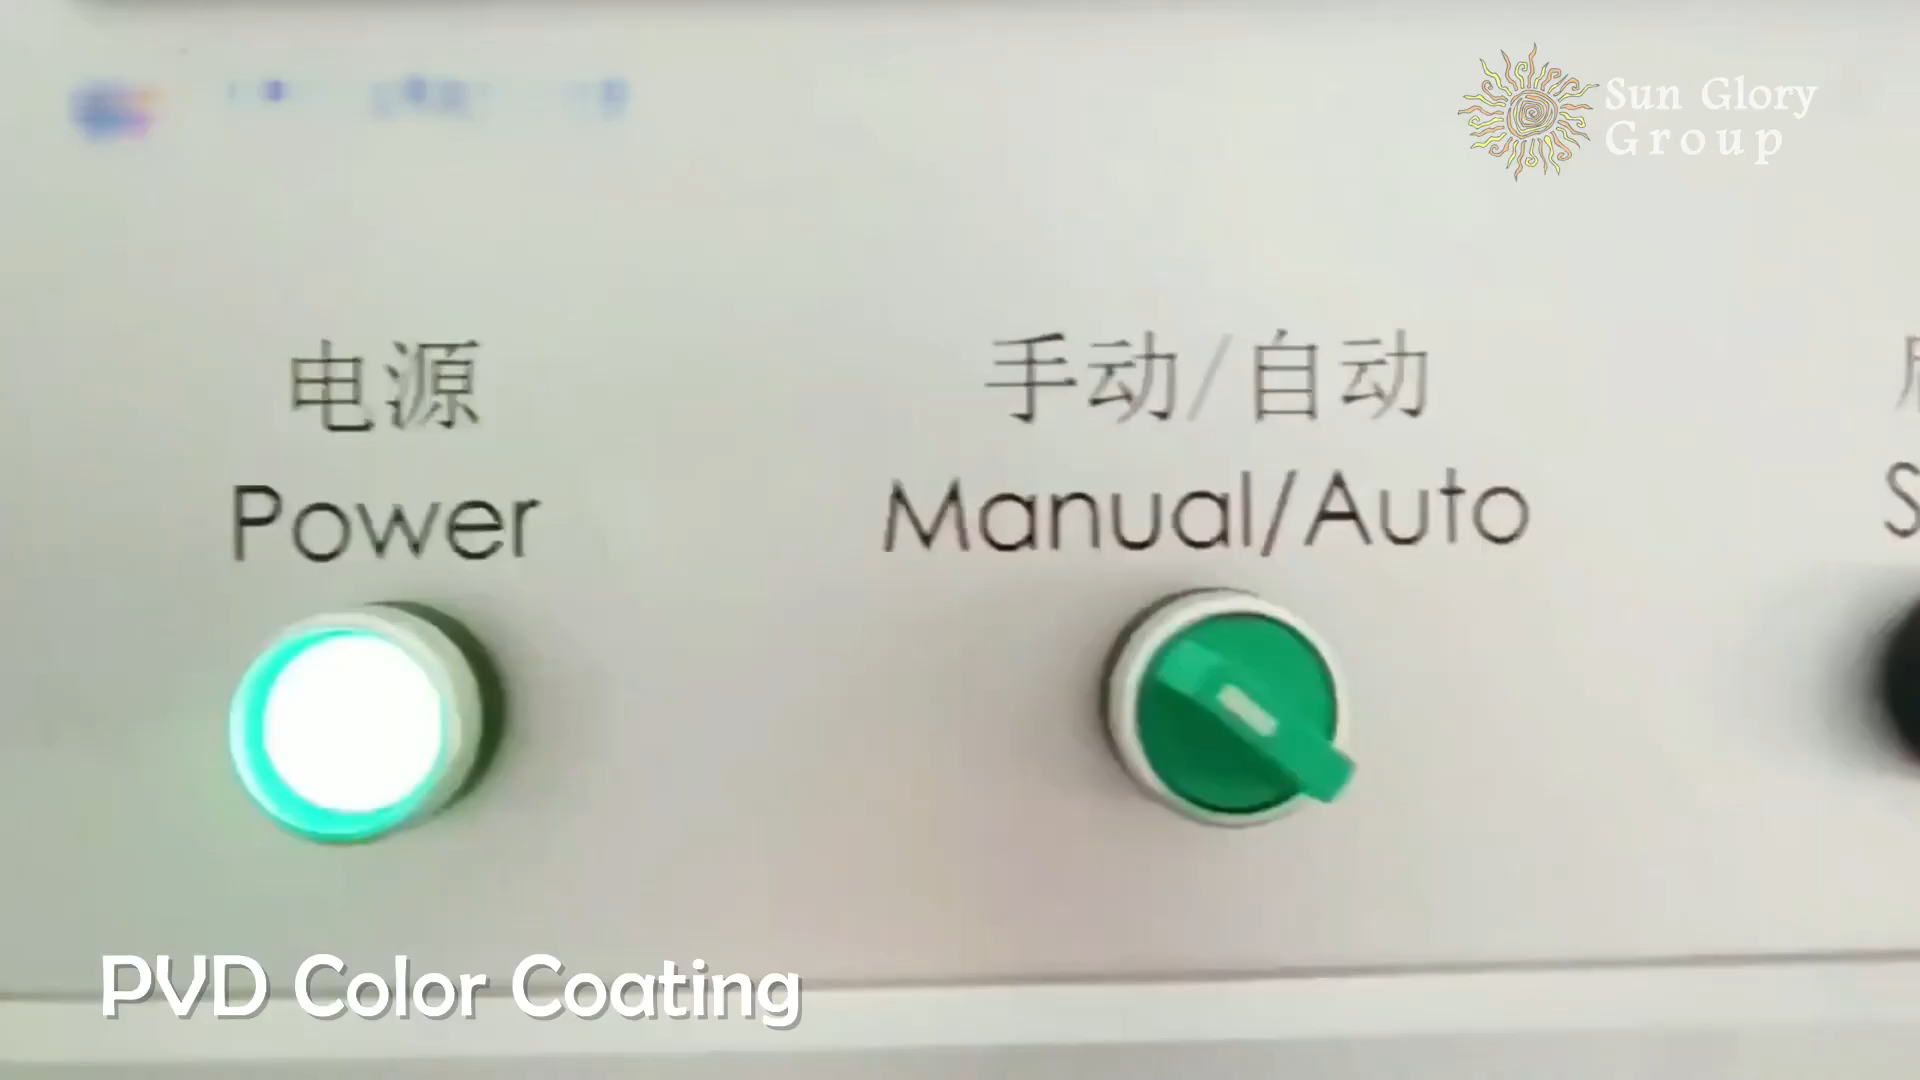 Sun Glory
Group
电源
手动/自动
Power
Manual/Auto
PVD Color Coating